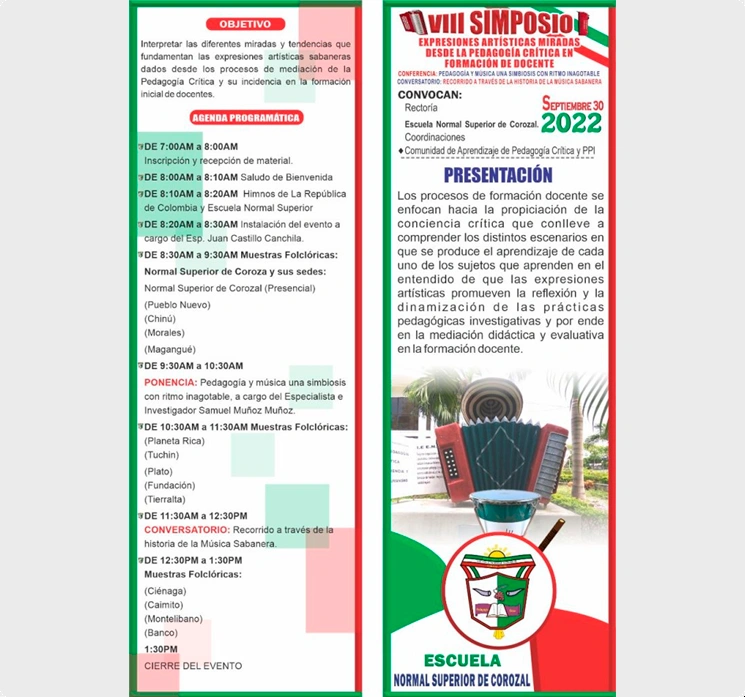 OBJETIVO
Interpretar las diferentes miradas y tendencias que
fundamentan las expresiones artísticas sabaneras
dados desde los procesos de mediación de la
Pedagogía Crítica y su incidencia en la formación
inicial de docentes.
AGENDA PROGRAMÁTICA
DE 7:00AM a 8:00AM
Inscripción y recepción de material.
DE 8:00AM a 8:10AM Saludo de Bienvenida
DE 8:10AM a 8:20AM Himnos de La República
de Colombia y Escuela Normal Superior
DE 8:20AM a 8:30AM Instalación del evento a
cargo del Esp. Juan Castillo Canchila.
DE 8:30AM a 9:30AM Muestras Folclóricas:
Normal Superior de Coroza y sus sedes:
Normal Superior de Corozal (Presencial)
(Pueblo Nuevo)
(Chinú)
(Morales)
(Magangué)
DE 9:30AM a 10:30AM
PONENCIA: Pedagogía y música una simbiosis
con ritmo inagotable, a cargo del Especialista e
Investigador Samuel Muñoz Muñoz.
DE 10:30AM a 11:30AM Muestras Folclóricas:
(Planeta Rica)
(Tuchin)
(Plato)
(Fundación)
(Tierralta)
DE 11:30AM a 12:30PM
CONVERSATORIO: Recorrido a través de la
historia de la Música Sabanera.
DE 12:30PM a 1:30PM
Muestras Folclóricas:
(Ciénaga)
(Caimito)
(Montelibano)
(Banco)
1:30PM
CIERRE DEL EVENTO
VIII SIMPOSIO
EXPRESIONES ARTÍSTICAS MIRADAS
DESDE LA PEDAGOGÍA CRÍTICA EN
FORMACIÓN DE DOCENTE
CONFERENCIA: PEDAGOGÍA Y MÚSICA UNA SIMBIOSIS CON RITMO INAGOTABLE
CONVERSATORIO: RECORRIDO A TRAVÉS DE LA HISTORIA DE LA MÚSICA SABANERA
CONVOCAN:
Rectoría
Escuela Normal Superior de Corozal.
Coordinaciones
Comunidad de Aprendizaje de Pedagogía Crítica y PPI
SEPTIEMBRE 30
2022
PRESENTACIÓN
Los procesos de formación docente se
enfocan hacia la propiciación de la
conciencia crítica que conlleve a
comprender los distintos escenarios en
que se produce el aprendizaje de cada
uno de los sujetos que aprenden en el
entendido de que las expresiones
artísticas promueven la reflexión y la
dinamización de las prácticas
pedagógicas investigativas y por ende
en la mediación didáctica y evaluativa
en la formación docente.
ESCUELA
NORMAL SUPERIOR DE COROZAL